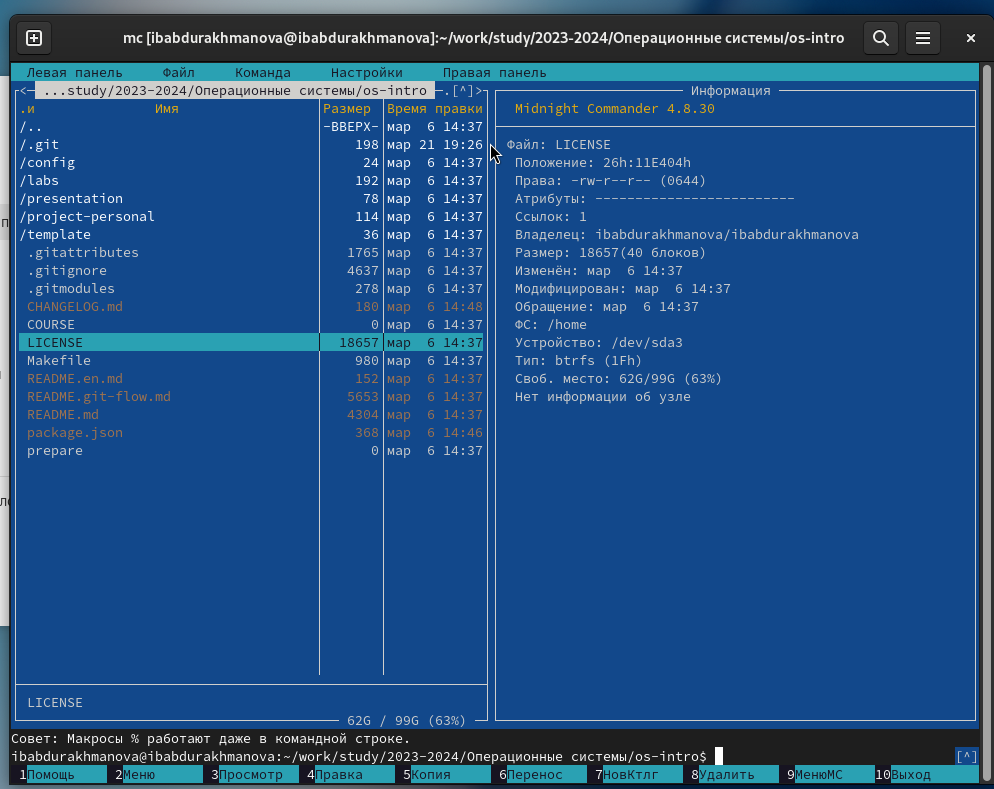 mc [ibabdurakhmanova@ibabdurakhmanova]:~/work/study/2023-2024/Операционные системы/os-intro
Левая панель Файл Команда Настройки Правая панель
<─ ...study/2023-2024/Операционные системы/os-intro ─.[^]>
.и Имя Размер Время правки
/.. -ВВЕРХ- мар 6 14:37
/.git 198 мар 21 19:26
/config 24 мар 6 14:37
/labs 192 мар 6 14:37
/presentation 78 мар 6 14:37
/project-personal 114 мар 6 14:37
/template 36 мар 6 14:37
.gitattributes 1765 мар 6 14:37
.gitignore 4637 мар 6 14:37
.gitmodules 278 мар 6 14:37
CHANGELOG.md 180 мар 6 14:48
COURSE 0 мар 6 14:37
LICENSE 18657 мар 6 14:37
Makefile 980 мар 6 14:37
README.en.md 152 мар 6 14:37
README.git-flow.md 5653 мар 6 14:37
README.md 4304 мар 6 14:37
package.json 368 мар 6 14:46
prepare 0 мар 6 14:37
LICENSE
62G / 99G (63%)
Информация
Midnight Commander 4.8.30
Файл: LICENSE
Положение: 26h:11E404h
Права: -rw-r--r-- (0644)
Атрибуты: -------------------------
Ссылок: 1
Владелец: ibabdurakhmanova/ibabdurakhmanova
Размер: 18657(40 блоков)
Изменён: мар 6 14:37
Модифицирован: мар 6 14:37
Обращение: мар 6 14:37
ФС: /home
Устройство: /dev/sda3
Тип: btrfs (1Fh)
Своб. место: 62G/99G (63%)
Нет информации об узле
Совет: Макросы % работают даже в командной строке.
ibabdurakhmanova@ibabdurakhmanova:~/work/study/2023-2024/Операционные системы/os-intro$ [^]
1Помощь 2Меню 3Просмотр 4Правка 5Копия 6Перенос 7НовКтлг 8Удалить 9МенюМС 10Выход